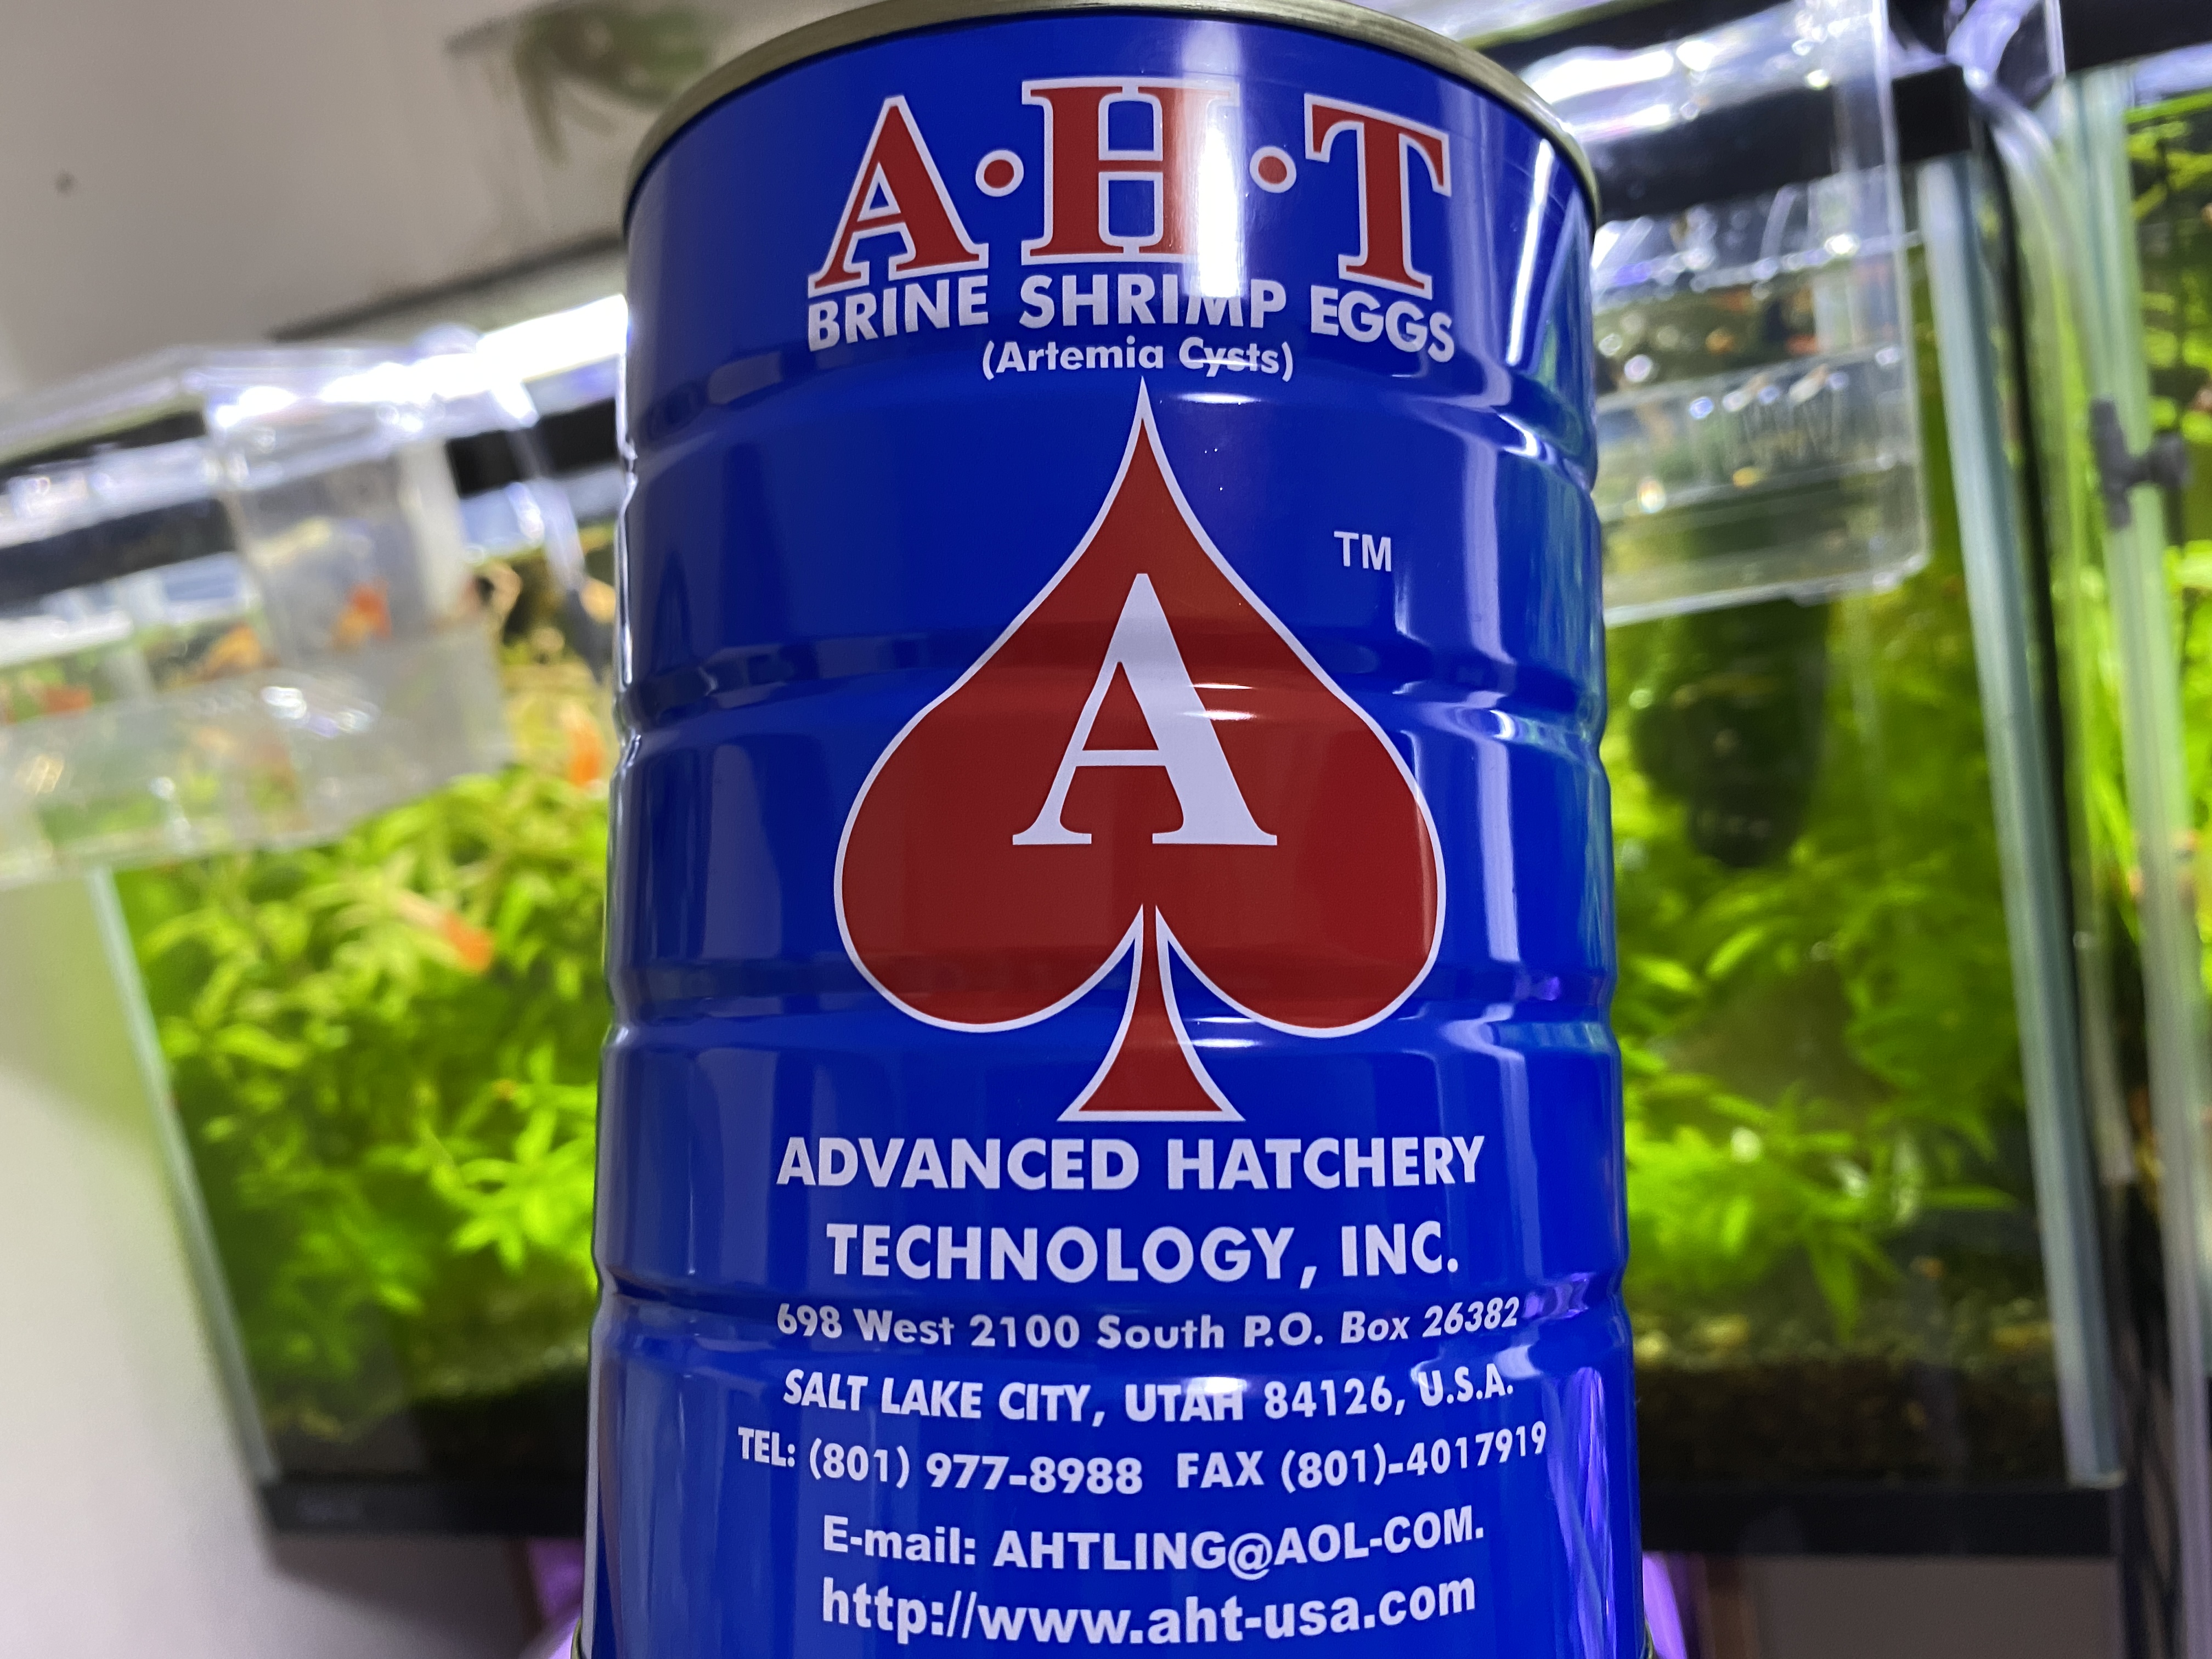 A·H·T
BRINE SHRIMP EGGS
(Artemia Cysts)
TM
A
ADVANCED HATCHERY
TECHNOLOGY, INC.
698 West 2100 South P.O. Box 26382
SALT LAKE CITY, UTAH 84126, U.S.A.
TEL: (801) 977-8988 FAX (801)-4017919
E-mail: AHTLING@AOL-COM.
http://www.aht-usa.com